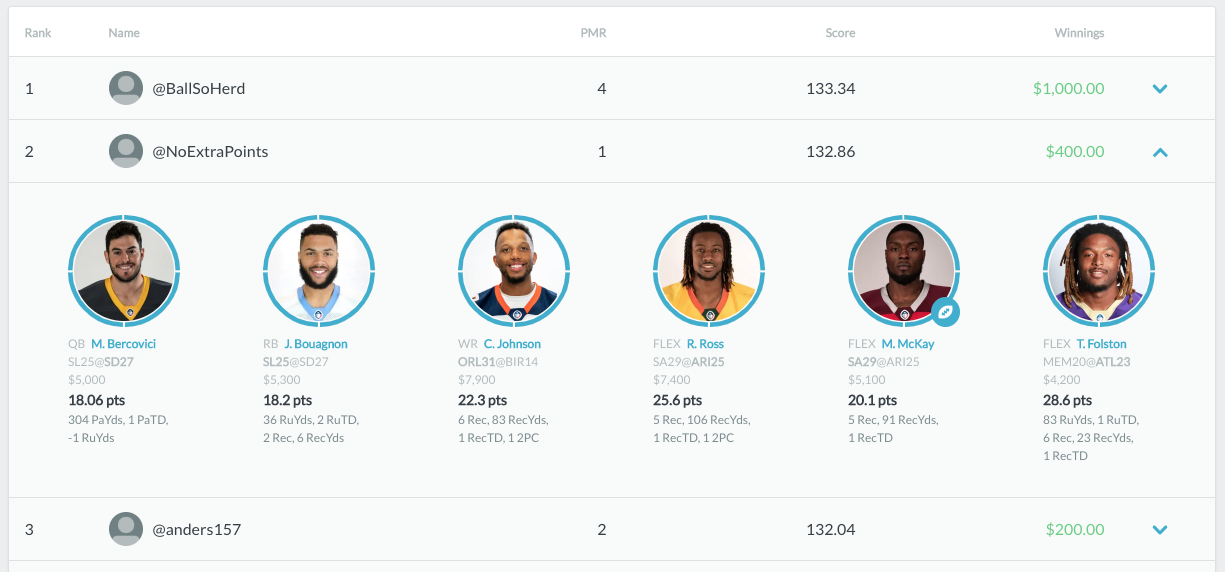 Rank Name PMR Score Winnings
1 @BallSoHerd 4 133.34 $1,000.00
2 @NoExtraPoints 1 132.86 $400.00
QB M. Bercovici
SL25@SD27
$5,000
18.06 pts
304 PaYds, 1 PaTD,
-1 RuYds
RB J. Bouagnon
SL25@SD27
$5,300
18.2 pts
36 RuYds, 2 RuTD,
2 Rec, 6 RecYds
WR C. Johnson
ORL31@BIR14
$7,900
22.3 pts
6 Rec, 83 RecYds,
1 RecTD, 1 2PC
FLEX R. Ross
SA29@ARI25
$7,400
25.6 pts
5 Rec, 106 RecYds,
1 RecTD, 1 2PC
FLEX M. McKay
SA29@ARI25
$5,100
20.1 pts
5 Rec, 91 RecYds,
1 RecTD
FLEX T. Folston
MEM20@ATL23
$4,200
28.6 pts
83 RuYds, 1 RuTD,
6 Rec, 23 RecYds,
1 RecTD
3 @anders157 2 132.04 $200.00